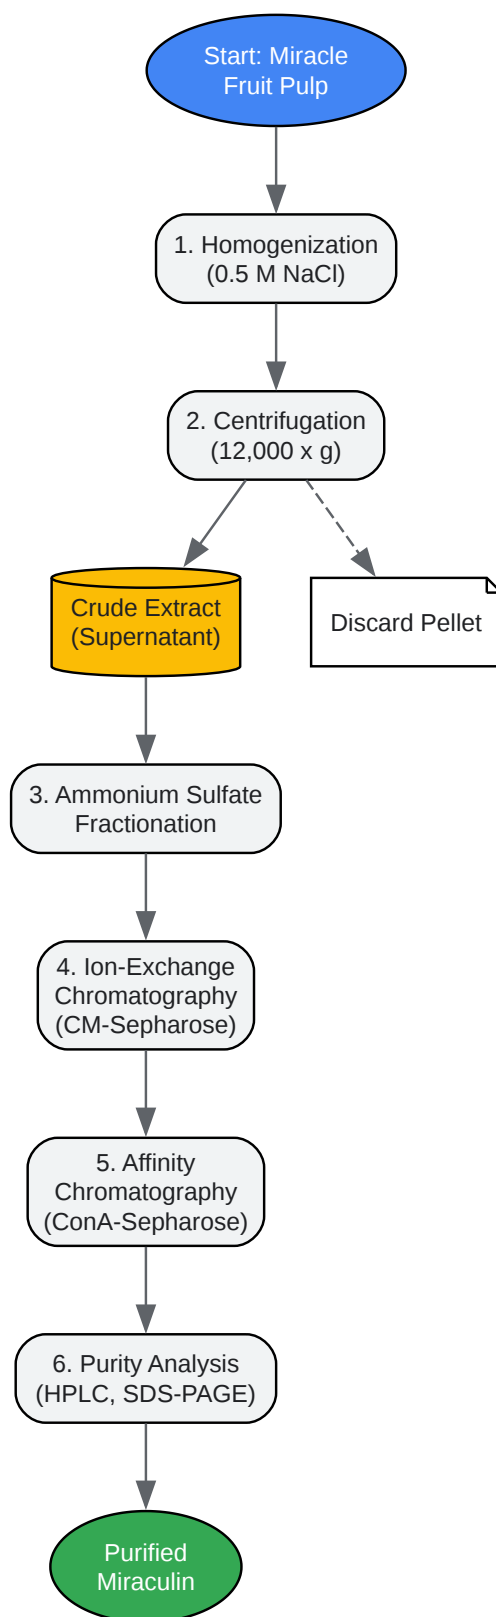 Start: Miracle
Fruit Pulp
1. Homogenization
(0.5 M NaCl)
2. Centrifugation
(12,000 x g)
Crude Extract
(Supernatant)
Discard Pellet
3. Ammonium Sulfate
Fractionation
4. Ion-Exchange
Chromatography
(CM-Sepharose)
5. Affinity
Chromatography
(ConA-Sepharose)
6. Purity Analysis
(HPLC, SDS-PAGE)
Purified
Miraculin